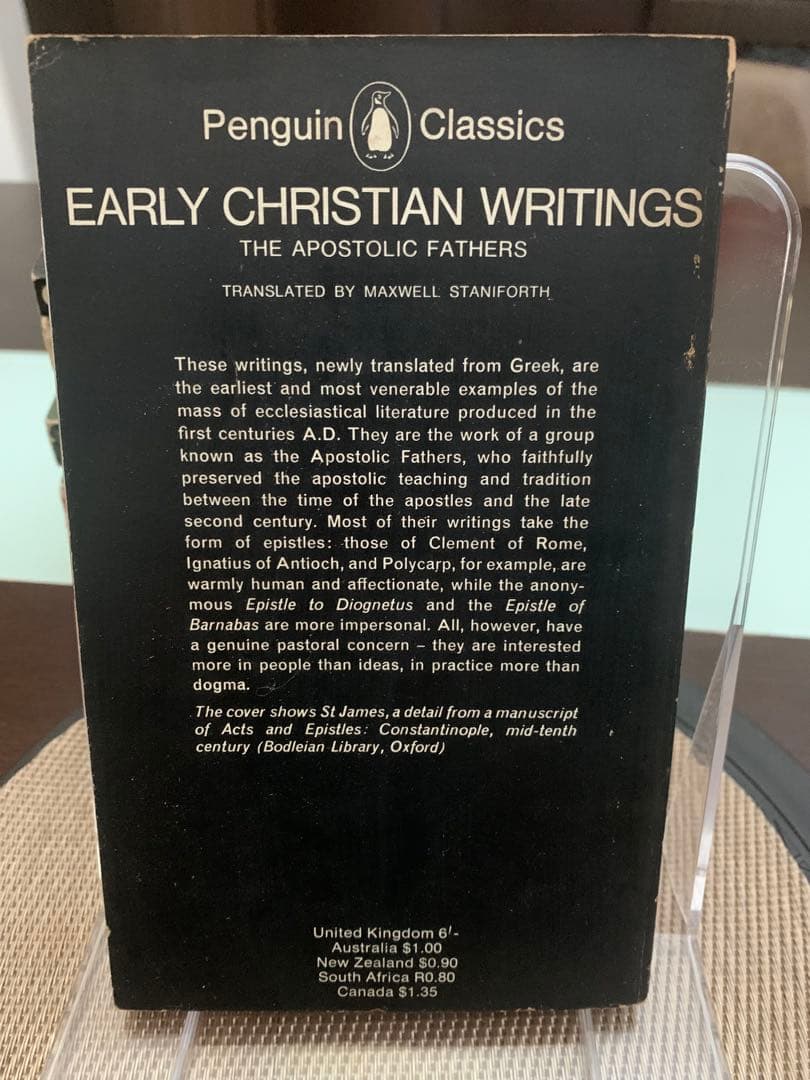 Penguin Classics
EARLY CHRISTIAN WRITINGS
THE APOSTOLIC FATHERS
TRANSLATED BY MAXWELL STANIFORTH
These writings, newly translated from Greek, are
the earliest and most venerable examples of the
mass of ecclesiastical literature produced in the
first centuries A.D. They are the work of a group
known as the Apostolic Fathers, who faithfully
preserved the apostolic teaching and tradition
between the time of the apostles and the late
second century. Most of their writings take the
form of epistles: those of Clement of Rome,
Ignatius of Antioch, and Polycarp, for example, are
warmly human and affectionate, while the anony-
mous Epistle to Diognetus and the Epistle of
Barnabas are more impersonal. All, however, have
a genuine pastoral concern – they are interested
more in people than ideas, in practice more than
dogma.
The cover shows St James, a detail from a manuscript
of Acts and Epistles: Constantinople, mid-tenth
century (Bodleian Library, Oxford)
United Kingdom 6/-
Australia $1.00
New Zealand $0.90
South Africa R0.80
Canada $1.35